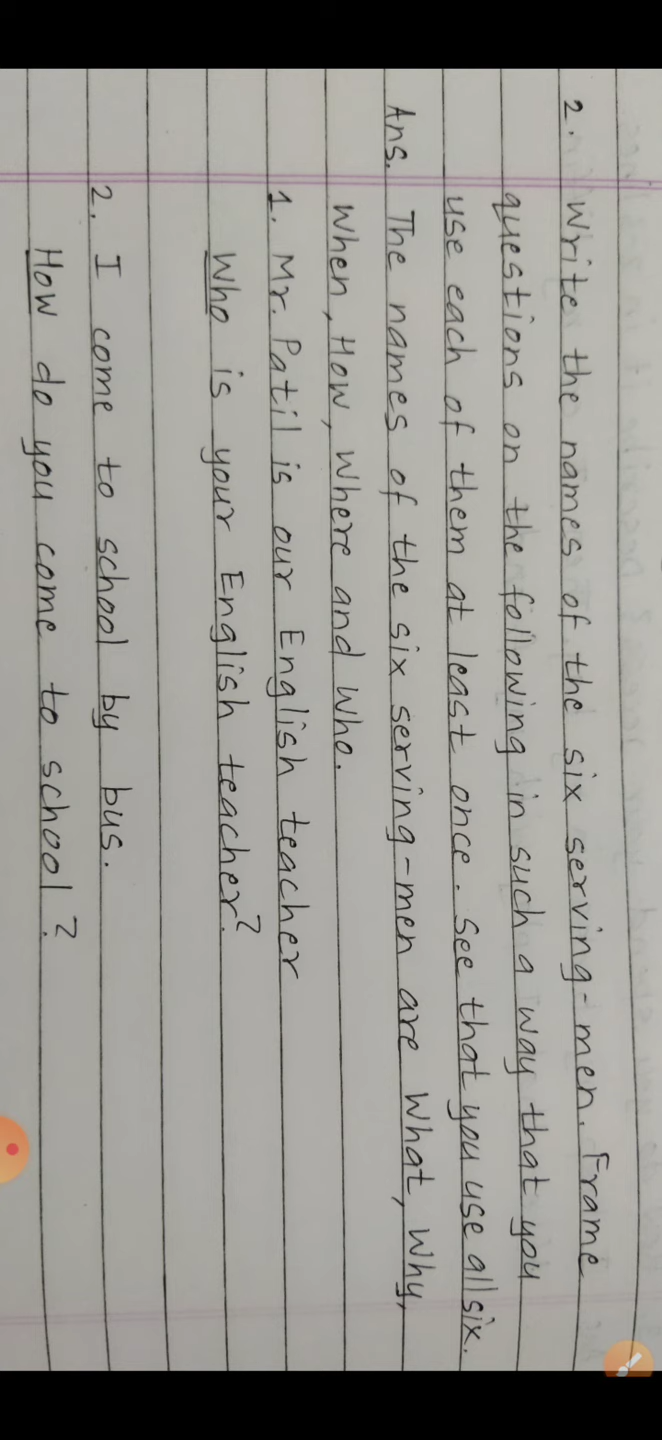 2. Write the names of the six serving-men. Frame
questions on the following in such a way that you
use each of them at least once. See that you use all six.
Ans. The names of the six serving-men are What, Why,
When, How, Where and Who.
1. Mr. Patil is our English teacher
Who is your English teacher?
2. I come to school by bus.
How do you come to school?